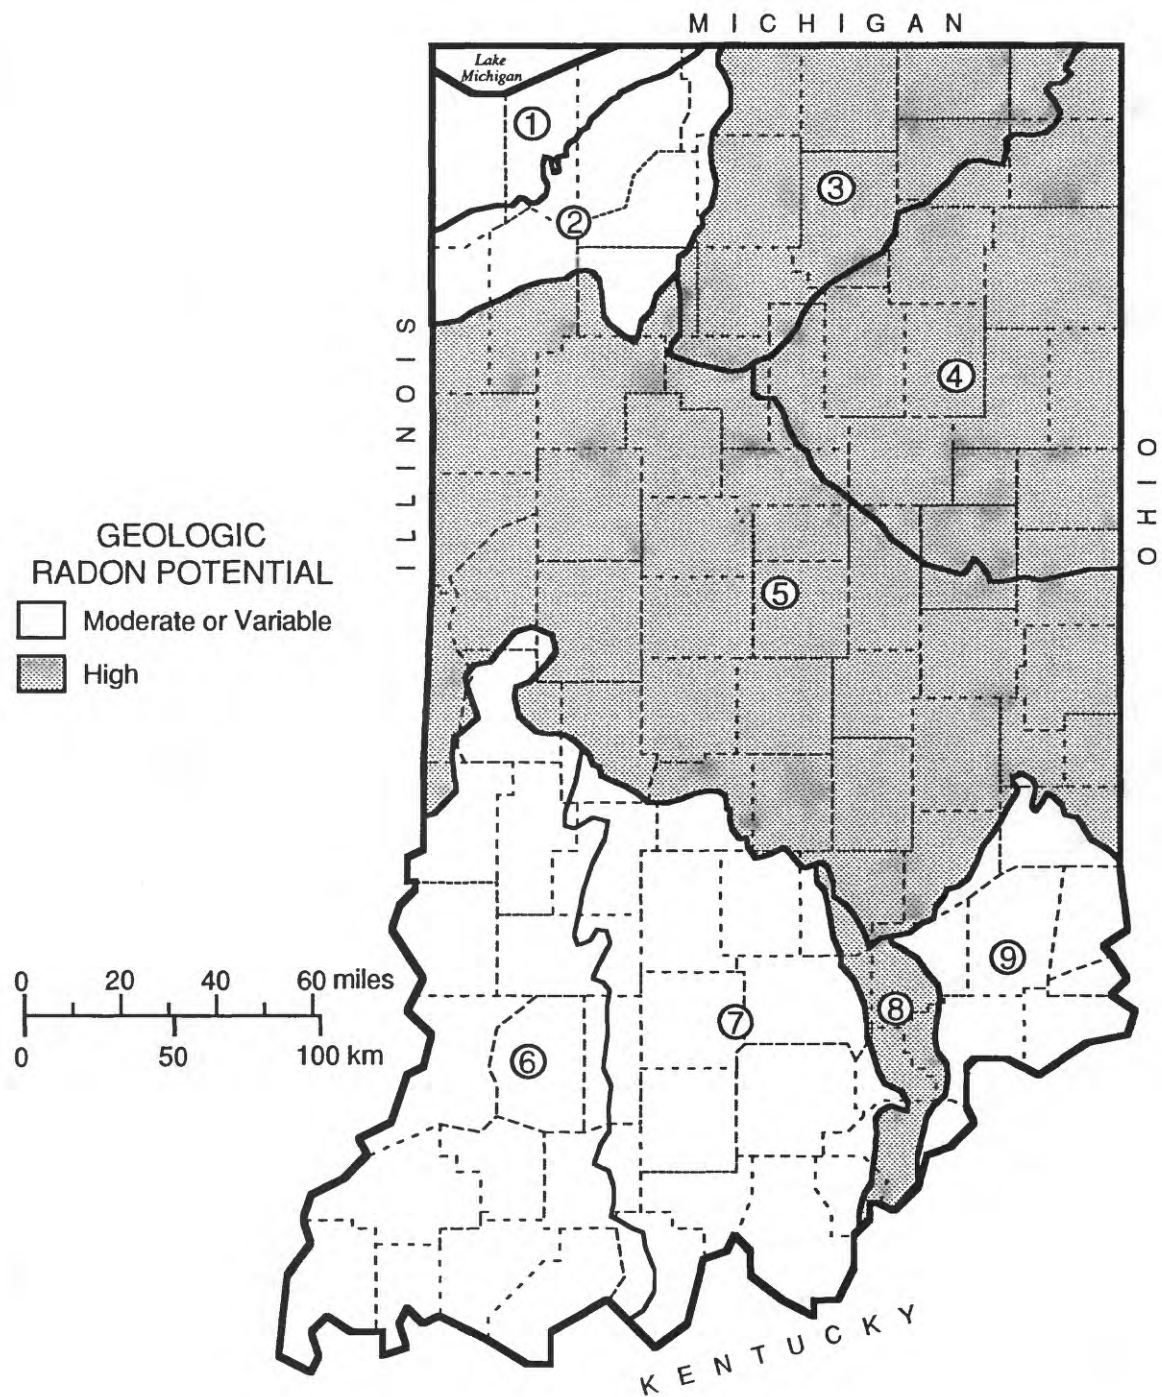 MICHIGAN
Lake
Michigan
1
3
2
ILLINOIS
4
OHIO
GEOLOGIC
RADON POTENTIAL
Moderate or Variable
High
5
0 20 40 60 miles
0 50 100 km
9
8
7
6
KENTUCKY